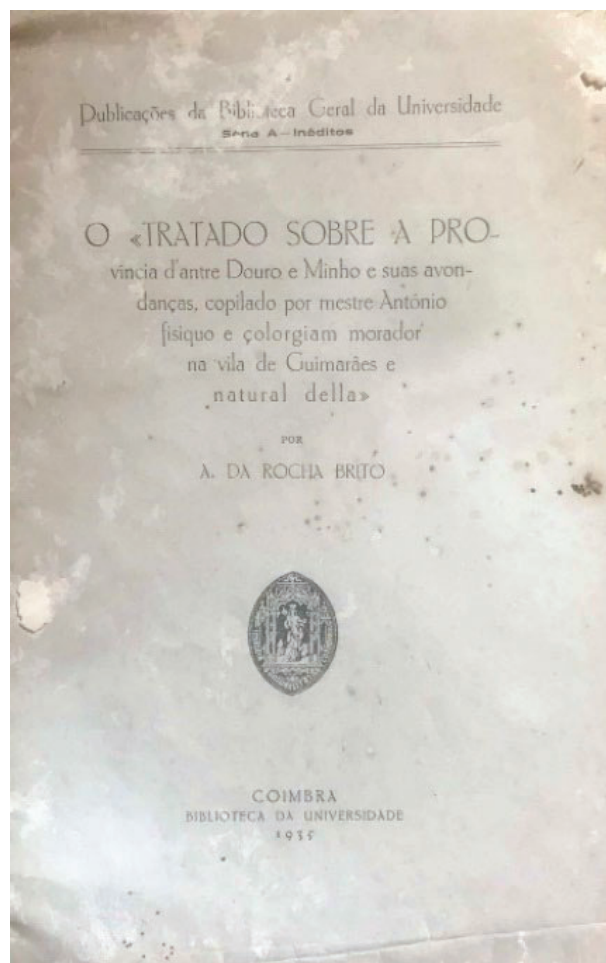 Publicações da Biblioteca Geral da Universidade
Série A—Inéditos
O «TRATADO SOBRE A PRO-
víncia d'antre Douro e Minho e suas avon-
danças, copilado por mestre António
fisiquo e çolorgiam morador
na vila de Guimarães e
natural della»
POR
A. DA ROCHA BRITO
COIMBRA
BIBLIOTECA DA UNIVERSIDADE
1935